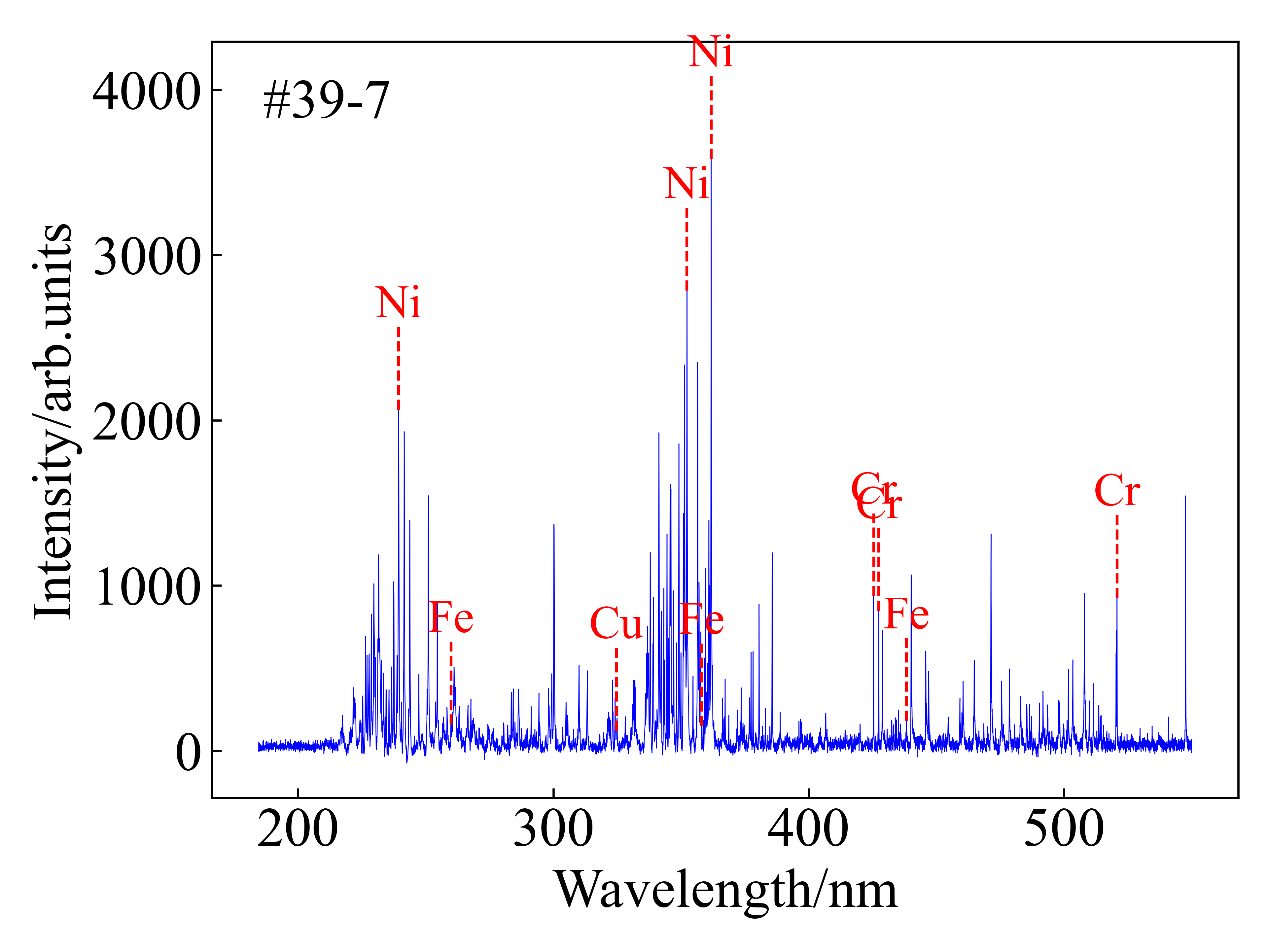 Ni
4000
#39-7
Ni
3000
Ni
2000
Cr
Cr
Cr
1000
Fe
Cu
Fe
Fe
0
200
300
400
500
Wavelength/nm
Intensity/arb.units